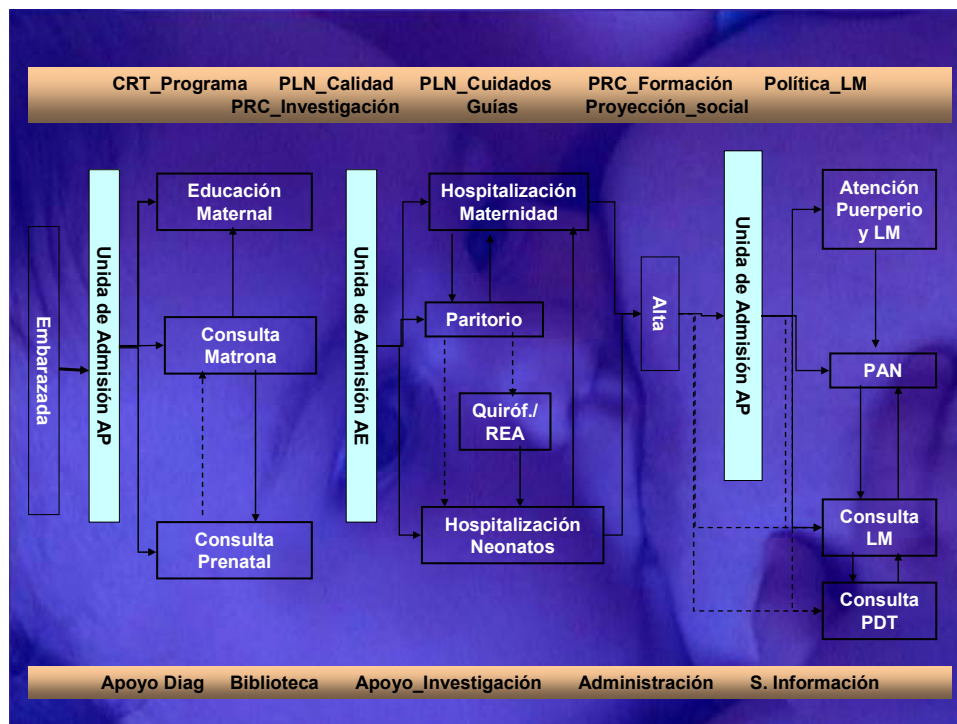 CRT_Programa PLN_Calidad PLN_Cuidados PRC_Formación Política_LM
PRC_Investigación Guías Proyección_social
Embarazada
Unida de Admisión AP
Educación
Maternal
Consulta
Matrona
Consulta
Prenatal
Unida de Admisión AE
Hospitalización
Maternidad
Paritorio
Quiróf./
REA
Hospitalización
Neonatos
Alta
Unida de Admisión AP
Atención
Puerperio
y LM
PAN
Consulta
LM
Consulta
PDT
Apoyo Diag Biblioteca Apoyo_Investigación Administración S. Información